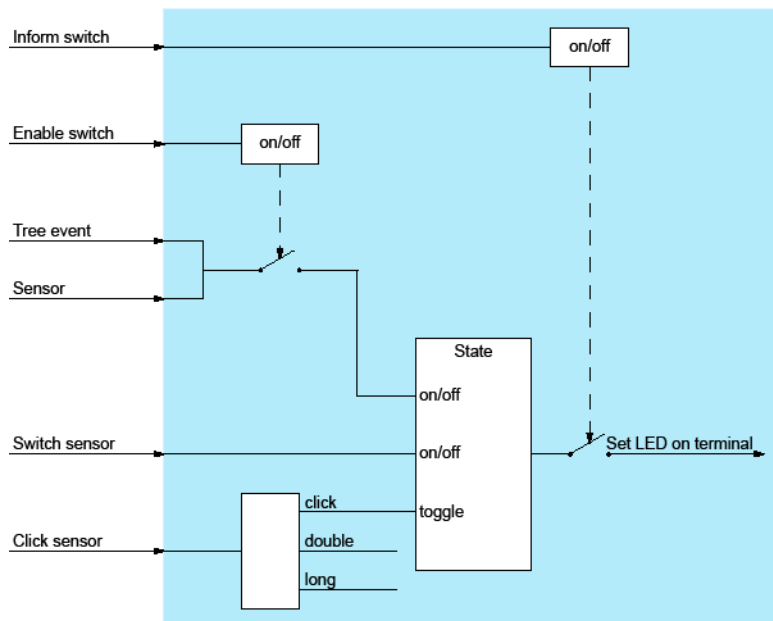 Inform switch
on/off
Enable switch
on/off
Tree event
Sensor
State
on/off
Switch sensor
on/off
Set LED on terminal
click
toggle
Click sensor
double
long